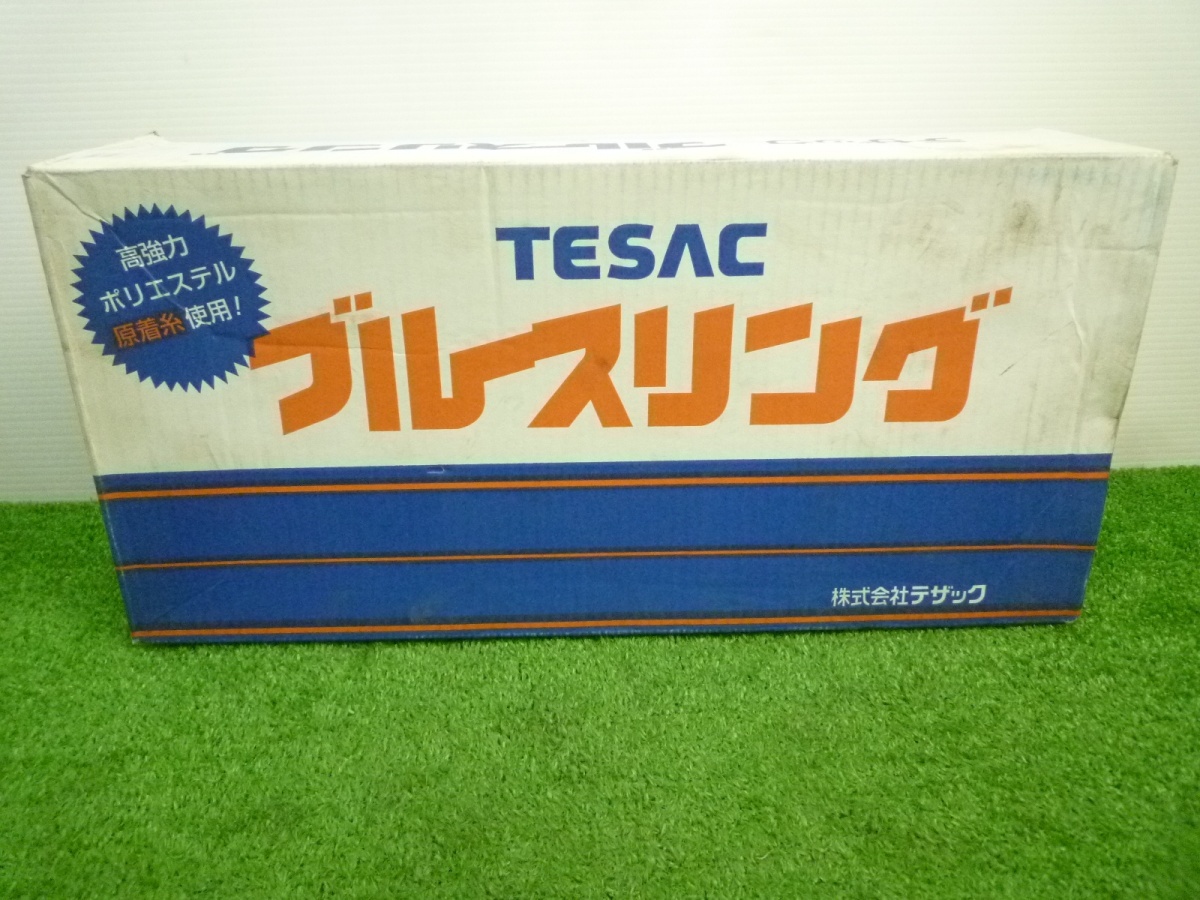 高強力
ポリエステル
原着糸使用!
TESAC
ブルースリング
株式会社テザック